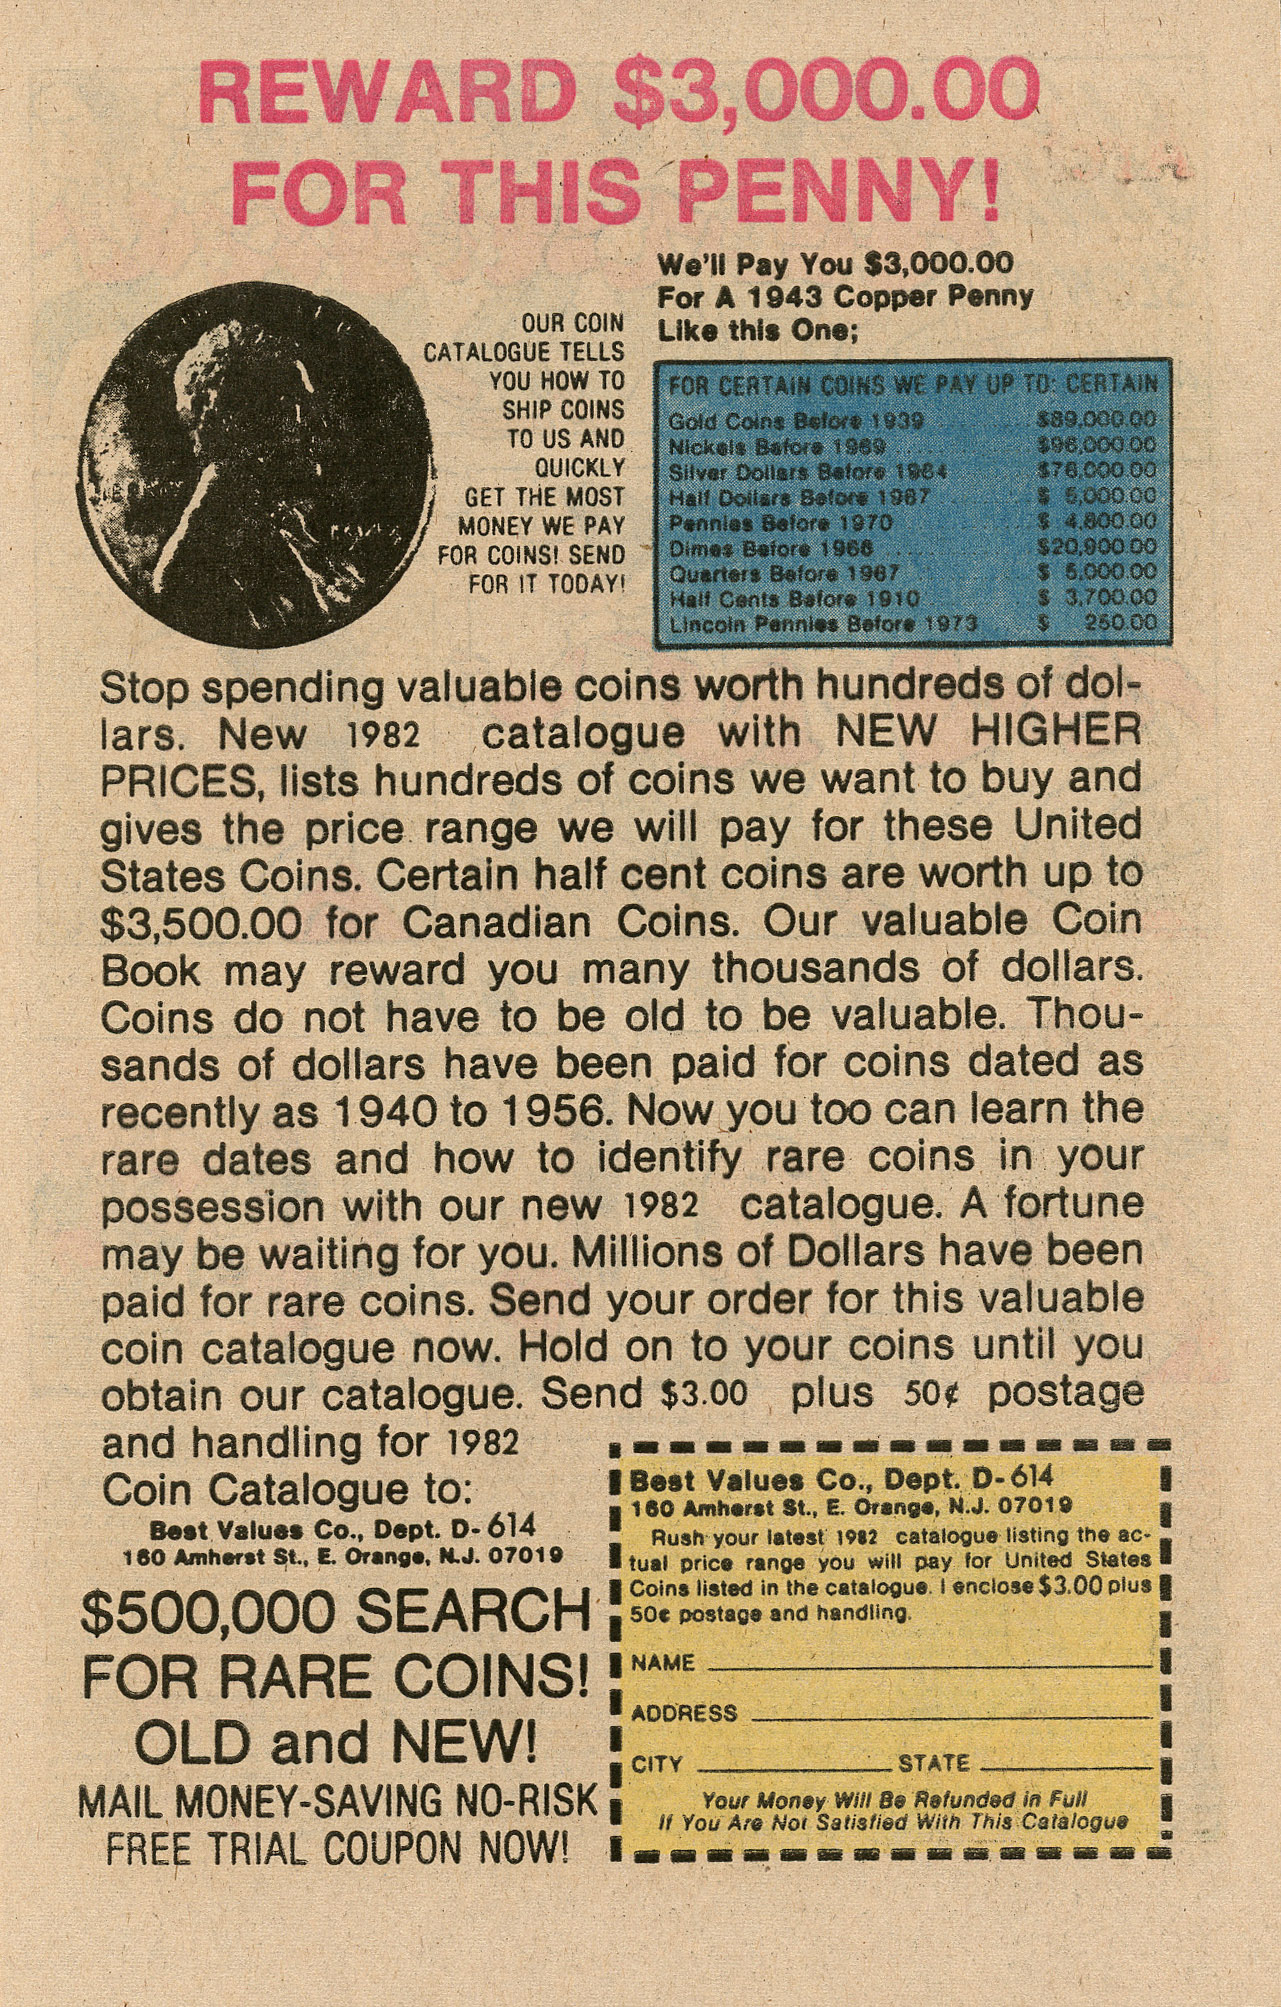 REWARD $3,000.00
FOR THIS PENNY!
We'll Pay You $3,000.00
For A 1943 Copper Penny
Like this One;
OUR COIN
CATALOGUE TELLS
YOU HOW TO
SHIP COINS
TO US AND
QUICKLY
GET THE MOST
MONEY WE PAY
FOR COINS! SEND
FOR IT TODAY!
FOR CERTAIN COINS WE PAY UP TO: CERTAIN
Gold Coins Before 1939 $89,000.00
Nickels Before 1969 $96,000.00
Silver Dollars Before 1964 $76,000.00
Half Dollars Before 1967 $ 5,000.00
Pennies Before 1970 $ 4,800.00
Dimes Before 1966 $20,900.00
Quarters Before 1967 $ 5,000.00
Half Cents Before 1910 $ 3,700.00
Lincoln Pennies Before 1973 $ 250.00
Stop spending valuable coins worth hundreds of dol-
lars. New 1982 catalogue with NEW HIGHER
PRICES, lists hundreds of coins we want to buy and
gives the price range we will pay for these United
States Coins. Certain half cent coins are worth up to
$3,500.00 for Canadian Coins. Our valuable Coin
Book may reward you many thousands of dollars.
Coins do not have to be old to be valuable. Thou-
sands of dollars have been paid for coins dated as
recently as 1940 to 1956. Now you too can learn the
rare dates and how to identify rare coins in your
possession with our new 1982 catalogue. A fortune
may be waiting for you. Millions of Dollars have been
paid for rare coins. Send your order for this valuable
coin catalogue now. Hold on to your coins until you
obtain our catalogue. Send $3.00 plus 50¢ postage
and handling for 1982
Coin Catalogue to:
Best Values Co., Dept. D-614
160 Amherst St., E. Orange, N.J. 07019
$500,000 SEARCH
FOR RARE COINS!
OLD and NEW!
MAIL MONEY-SAVING NO-RISK
FREE TRIAL COUPON NOW!
Best Values Co., Dept. D-614
160 Amherst St., E. Orange, N.J. 07019
Rush your latest 1982 catalogue listing the ac-
tual price range you will pay for United States
Coins listed in the catalogue. I enclose $3.00 plus
50¢ postage and handling.
NAME
ADDRESS
CITY STATE
Your Money Will Be Refunded in Full
If You Are Not Satisfied With This Catalogue